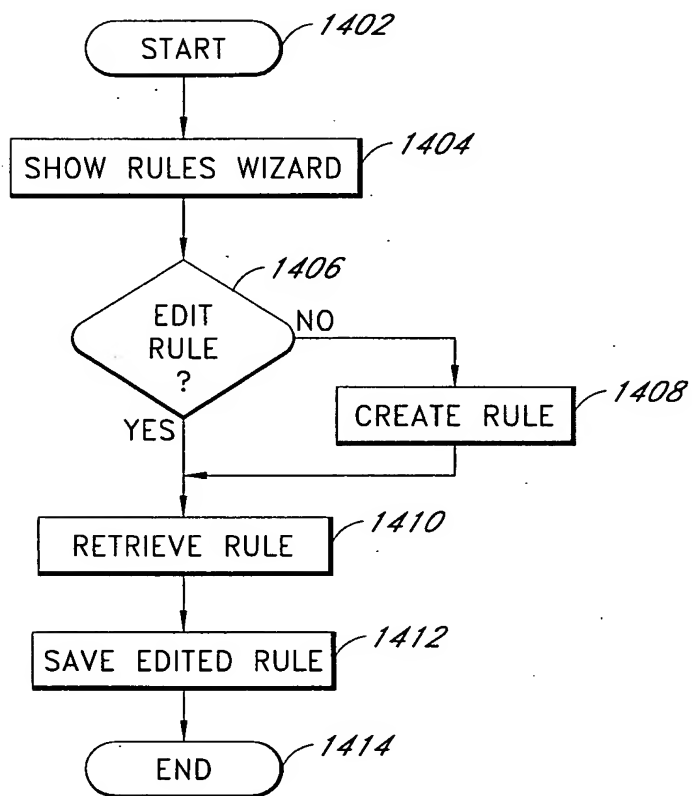 START
1402
SHOW RULES WIZARD
1404
1406
EDIT
RULE
?
NO
YES
CREATE RULE
1408
RETRIEVE RULE
1410
SAVE EDITED RULE
1412
END
1414